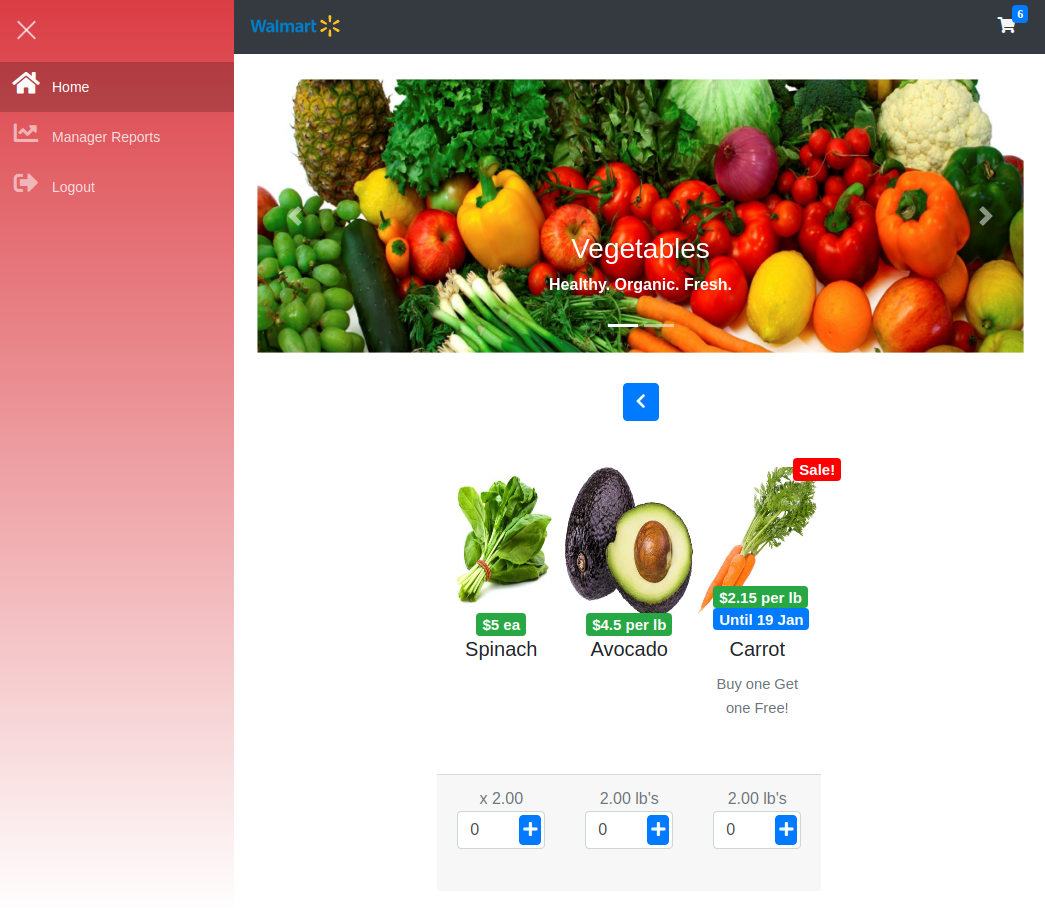 Walmart
6
Home
Manager Reports
Logout
Vegetables
Healthy. Organic. Fresh.
Sale!
$5 ea
$4.5 per lb
$2.15 per lb
Until 19 Jan
Spinach
Avocado
Carrot
Buy one Get
one Free!
x 2.00
2.00 lb's
2.00 lb's
0
0
0